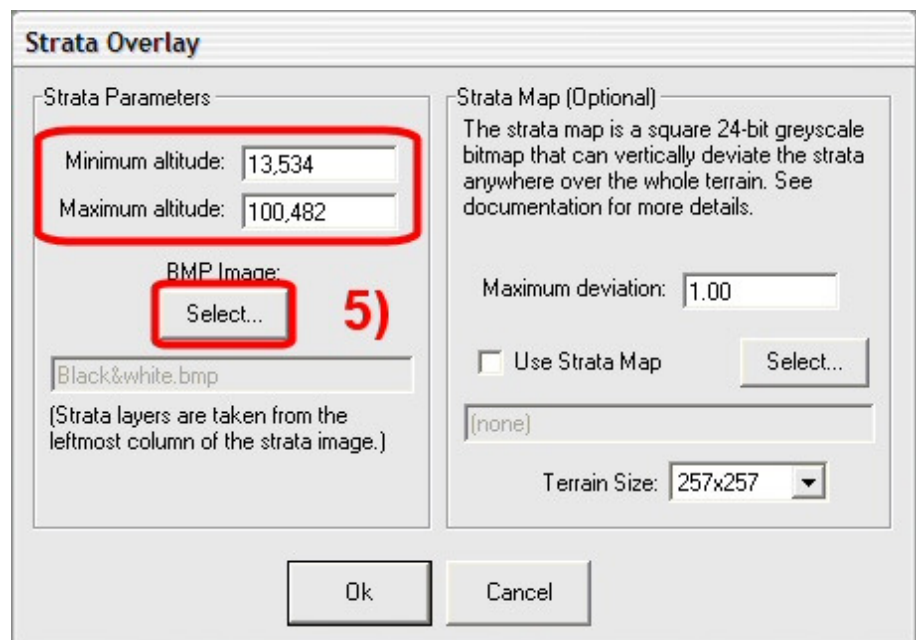 Strata Overlay
Strata Parameters
Minimum altitude: 13,534
Maximum altitude: 100,482
BMP Image:
Select...
5)
Black&white.bmp
(Strata layers are taken from the
leftmost column of the strata image.)
Strata Map (Optional)
The strata map is a square 24-bit greyscale
bitmap that can vertically deviate the strata
anywhere over the whole terrain. See
documentation for more details.
Maximum deviation: 1.00
Use Strata Map
Select...
(none)
Terrain Size: 257x257
Ok
Cancel